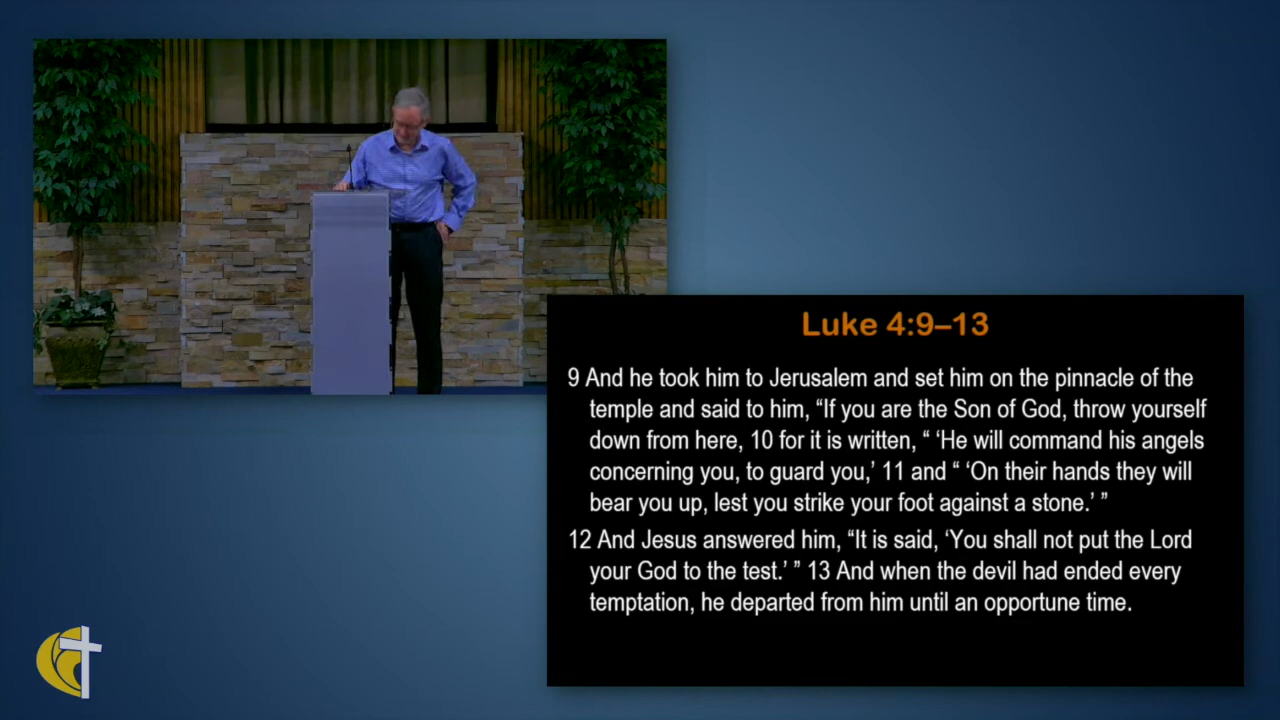 Luke 4:9–13
9 And he took him to Jerusalem and set him on the pinnacle of the
temple and said to him, “If you are the Son of God, throw yourself
down from here, 10 for it is written, “ ‘He will command his angels
concerning you, to guard you,’ 11 and “ ‘On their hands they will
bear you up, lest you strike your foot against a stone.’ ”
12 And Jesus answered him, “It is said, ‘You shall not put the Lord
your God to the test.’ ” 13 And when the devil had ended every
temptation, he departed from him until an opportune time.